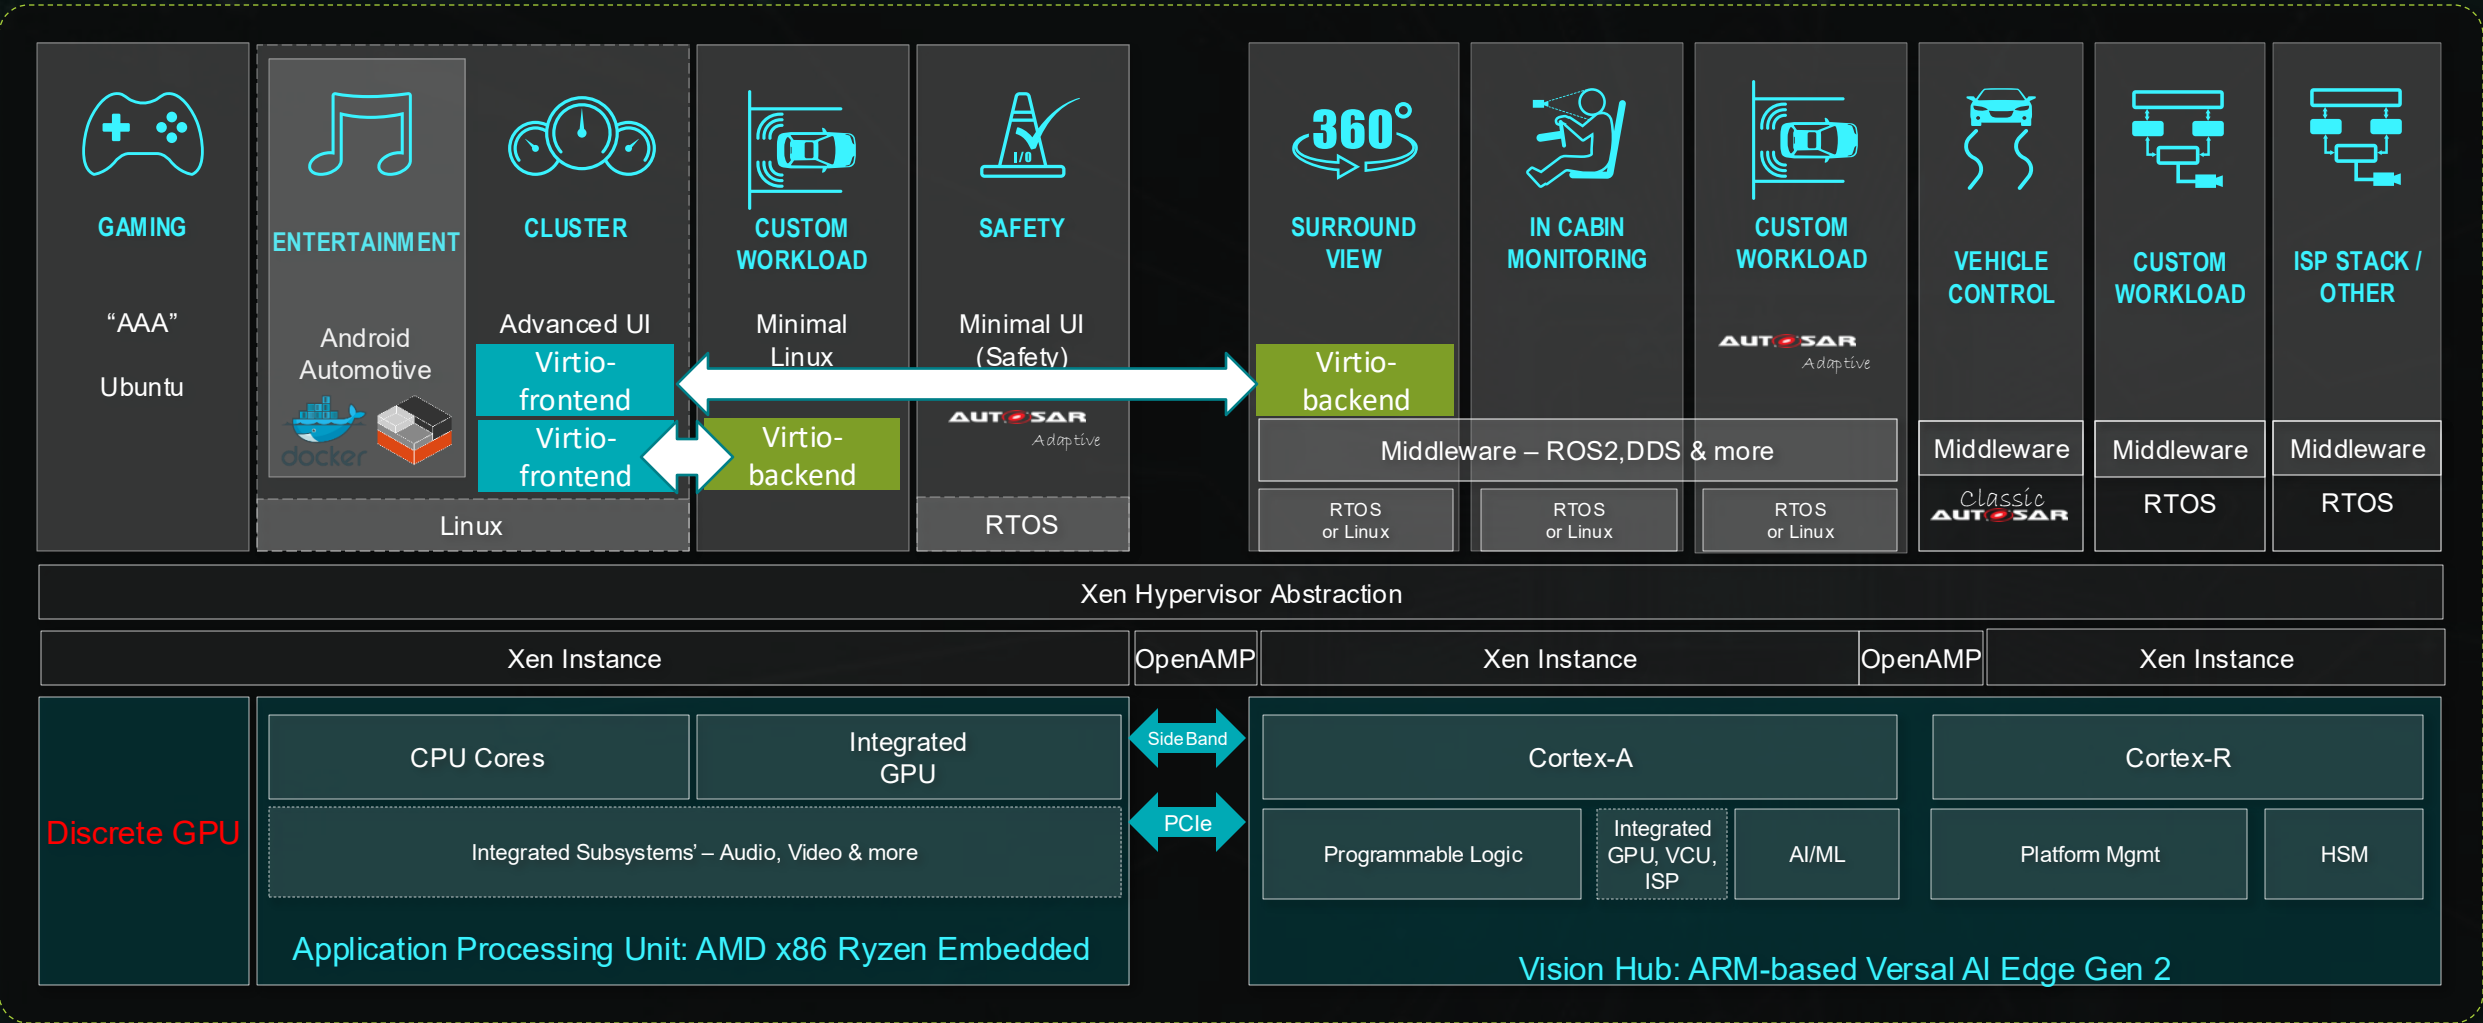 GAMING
“AAA”
Ubuntu
ENTERTAINMENT
Android
Automotive
docker
CLUSTER
Advanced UI
Virtio-
frontend
Virtio-
frontend
Linux
CUSTOM
WORKLOAD
Minimal
Linux
Virtio-
backend
I/O
SAFETY
Minimal UI
(Safety)
AUTOSAR
Adaptive
RTOS
360°
SURROUND
VIEW
Virtio-
backend
IN CABIN
MONITORING
CUSTOM
WORKLOAD
AUTOSAR
Adaptive
Middleware – ROS2,DDS & more
RTOS
or Linux
RTOS
or Linux
RTOS
or Linux
VEHICLE
CONTROL
Middleware
Classic
AUTOSAR
CUSTOM
WORKLOAD
Middleware
RTOS
ISP STACK /
OTHER
Middleware
RTOS
Xen Hypervisor Abstraction
Xen Instance
OpenAMP
Xen Instance
OpenAMP
Xen Instance
Discrete GPU
CPU Cores
Integrated
GPU
Integrated Subsystems’ – Audio, Video & more
Application Processing Unit: AMD x86 Ryzen Embedded
SideBand
PCIe
Cortex-A
Cortex-R
Programmable Logic
Integrated
GPU, VCU,
ISP
AI/ML
Platform Mgmt
HSM
Vision Hub: ARM-based Versal AI Edge Gen 2